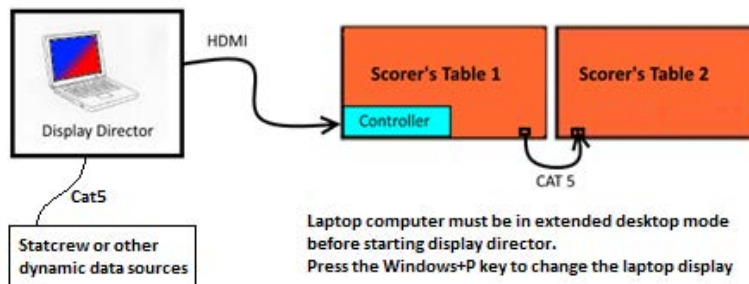 HDMI
Scorer's Table 1
Scorer's Table 2
Display Director
Controller
CAT 5
Cat5
Statcrew or other
dynamic data sources
Laptop computer must be in extended desktop mode
before starting display director.
Press the Windows+P key to change the laptop display